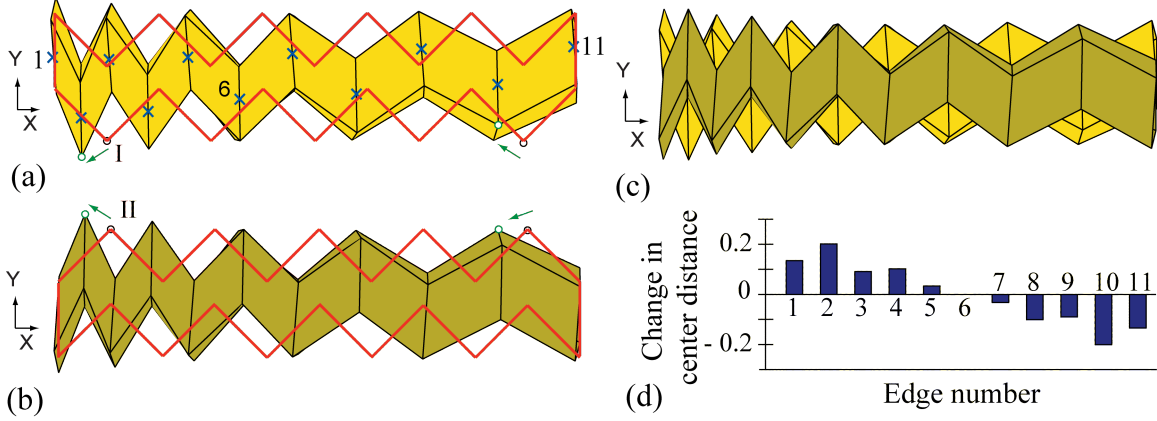 1
Y
X
6
11
I
(a)
II
Y
X
(b)
Y
X
(c)
Change in
center distance
0.2
0
- 0.2
1 2 3 4 5 6 7 8 9 10 11
Edge number
(d)